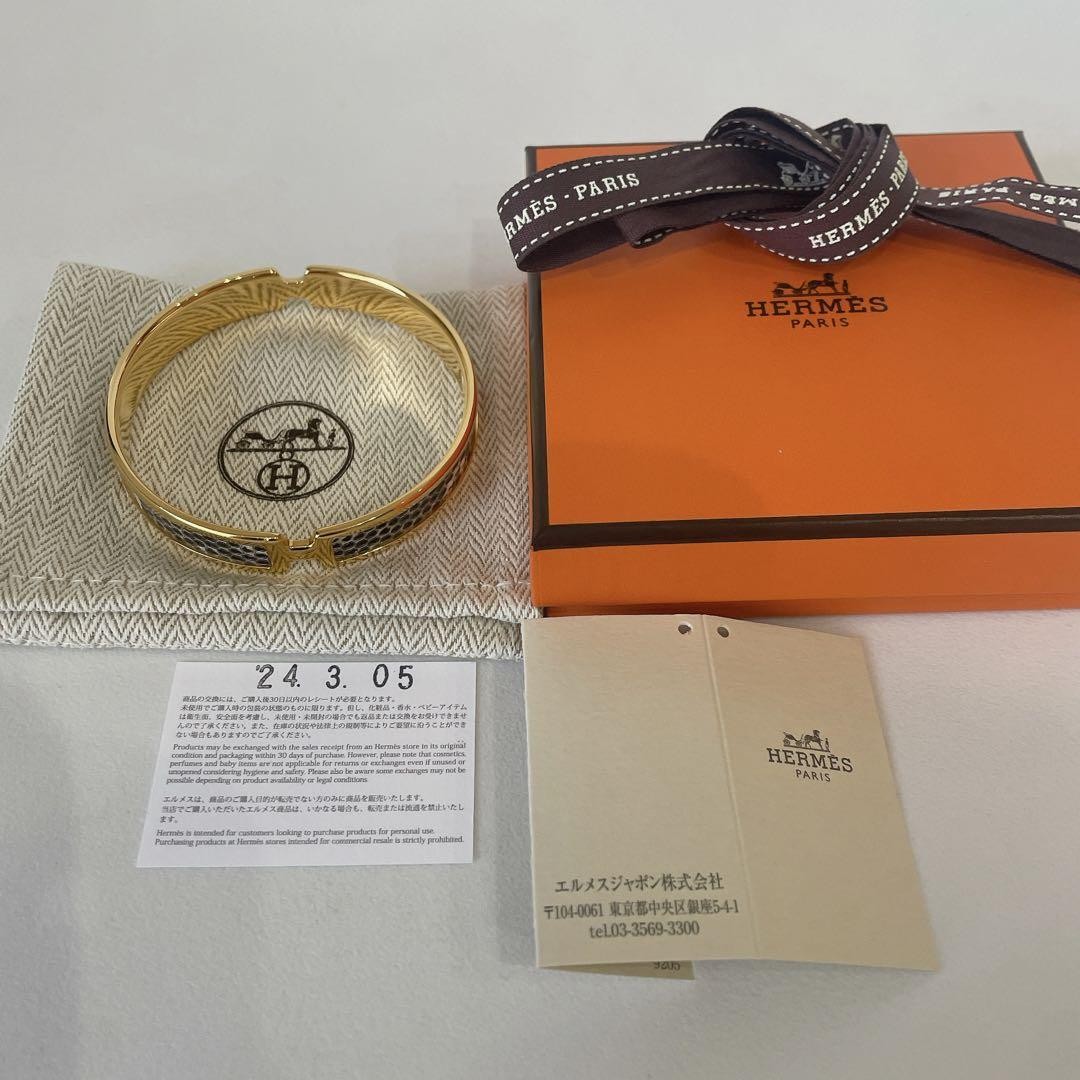 HERMÈS · PARIS
HERMÈS · PAR
PARIS
MÈS
HERMÈS
PARIS
H
'24. 3. 05
商品の交換には、ご購入後30日以内のレシートが必要となります。
未使用でご購入時の包装の状態のものに限ります。但し、化粧品・香水・ベビーアイテム
は衛生面、安全面を考慮し、未使用・未開封の場合でも返品または交換をお受けできませ
んので了承ください。また、在庫の状況や法律上の規制等によりご要望に沿うことができ
ない場合もありますのでご了承ください。
Products may be exchanged with the sales receipt from an Hermès store in its original
condition and packaging within 30 days of purchase. However, please note that cosmetics,
perfumes and baby items are not applicable for returns or exchanges even if unused or
unopened considering hygiene and safety. Please also be aware some exchanges may not be
possible depending on product availability or legal conditions
エルメスは、商品のご購入目的が転売でない方のみに商品を販売いたします。
当店でご購入いただいたエルメス商品は、いかなる場合も、転売または流通を禁止いたし
ます。
Hermès is intended for customers looking to purchase products for personal use.
Purchasing products at Hermès stores intended for commercial resale is strictly prohibited.
HERMÈS
PARIS
エルメスジャポン株式会社
〒104-0061 東京都中央区銀座5-4-1
tel.03-3569-3300
9205